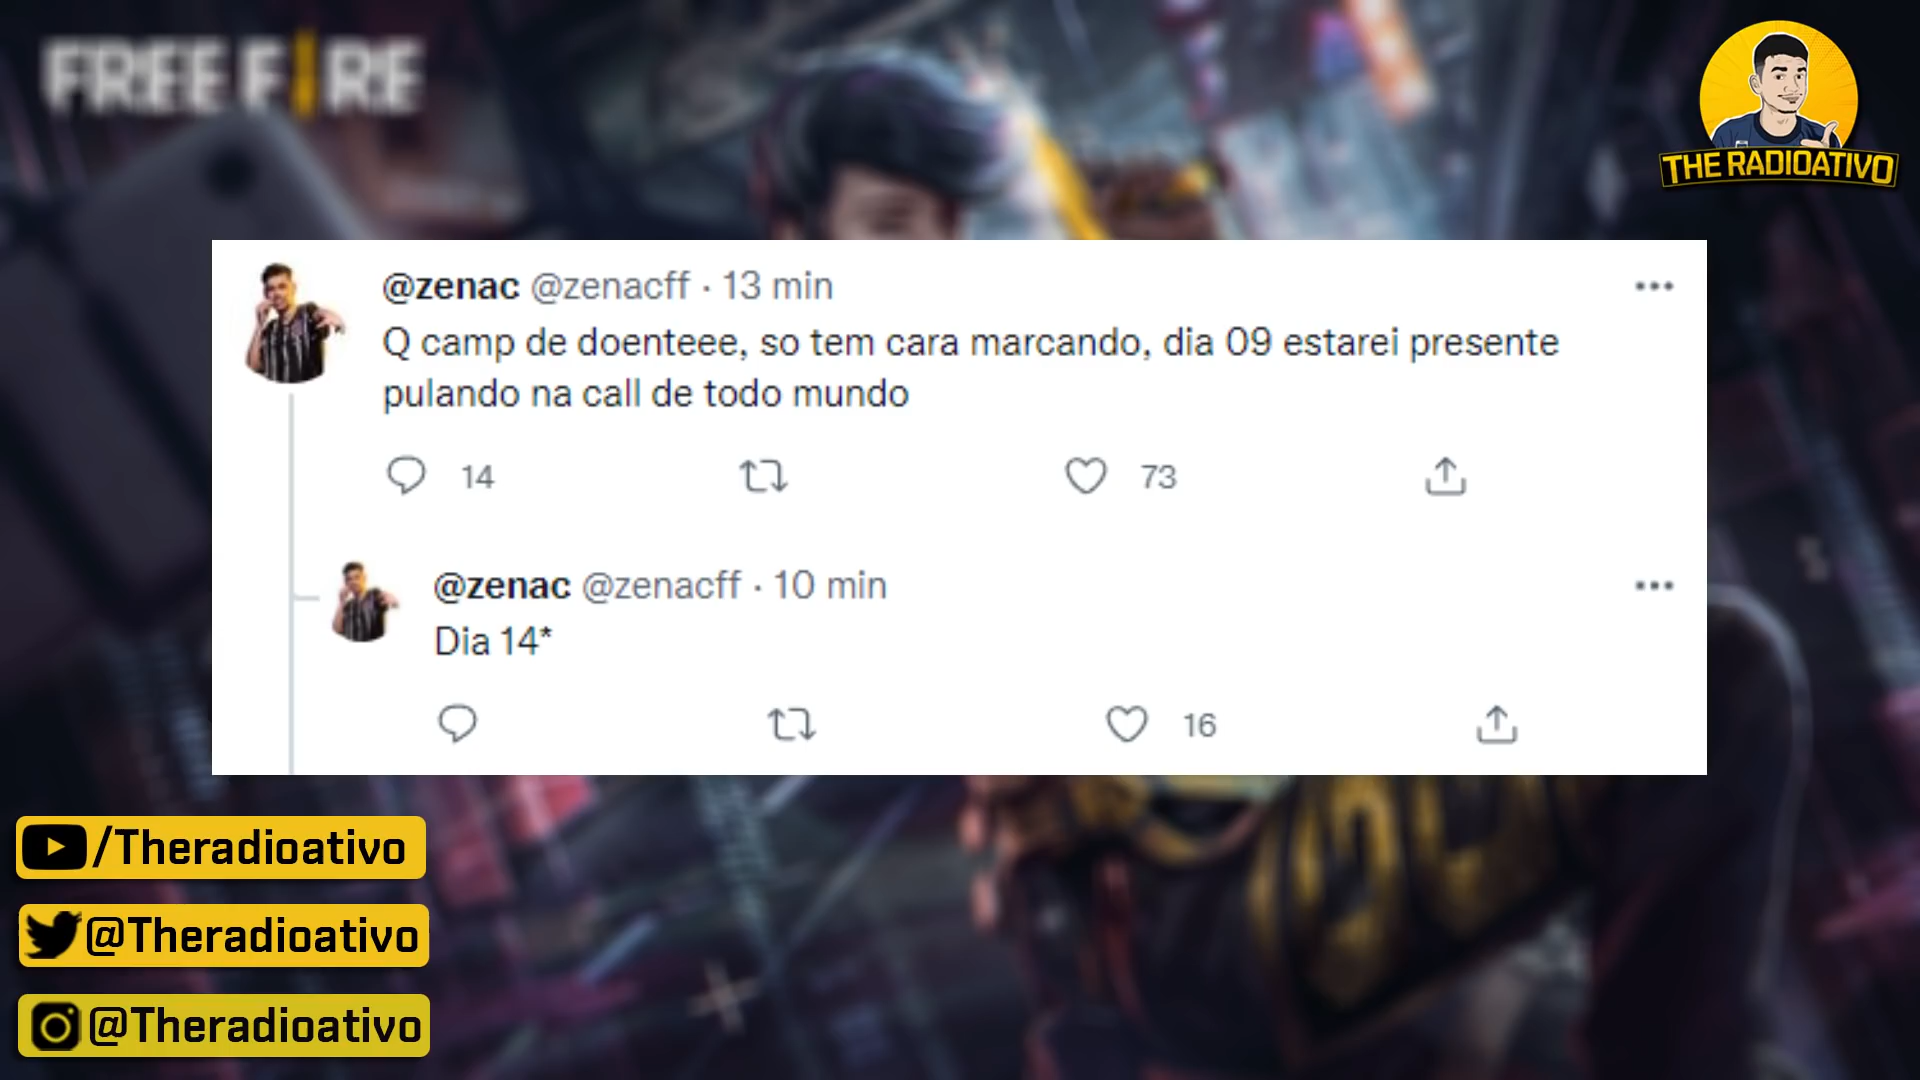 FREE FIRE
THE RADIOATIVO
@zenac @zenacff · 13 min
Q camp de doenteee, so tem cara marcando, dia 09 estarei presente
pulando na call de todo mundo
14 73
@zenac @zenacff · 10 min
Dia 14*
16
/Theradioativo
@Theradioativo
@Theradioativo